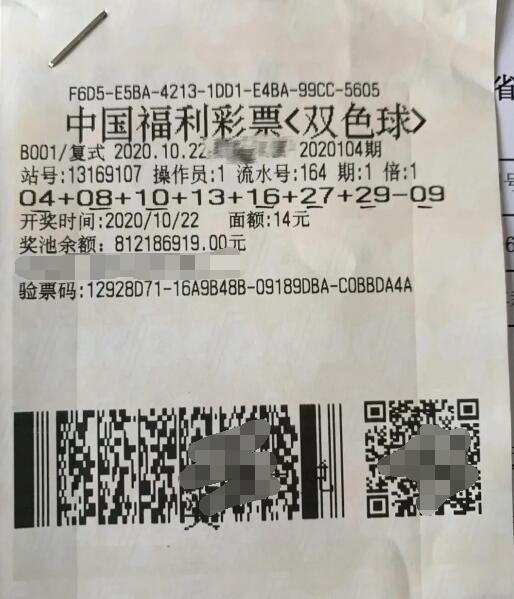 F6D5-E5BA-4213-1DD1-E4BA-99CC-5605
中国福利彩票<双色球>
B001/复式 2020.10.22 2020104期
站号:13169107 操作员:1 流水号:164 期:1 倍:1
04+08+10+13+16+27+29-09
开奖时间:2020/10/22 面额:14元
奖池余额: 812186919.00元
验票码:12928D71-16A9B48B-09189DBA-C0BBDA4A
省
号
6